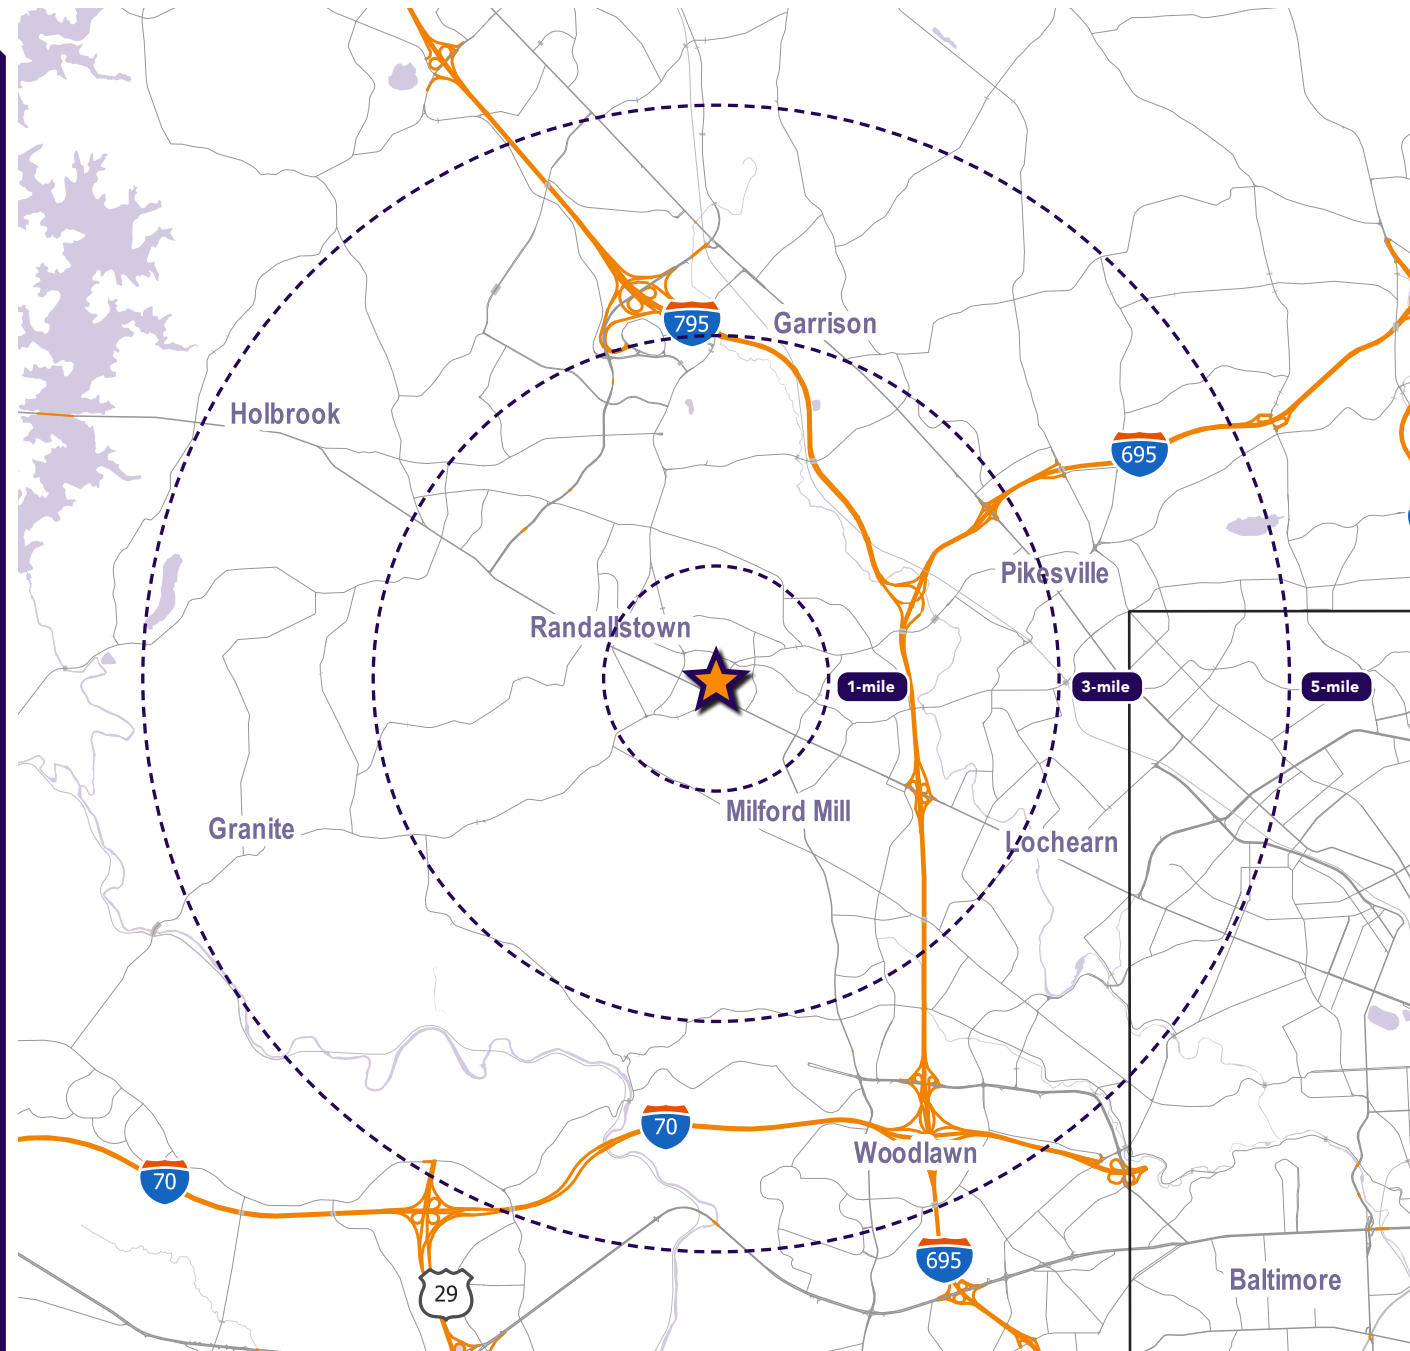 795
Garrison
Holbrook
695
Pikesville
Randallstown
1-mile
3-mile
5-mile
Milford Mill
Granite
Lochearn
70
Woodlawn
70
695
Baltimore
29